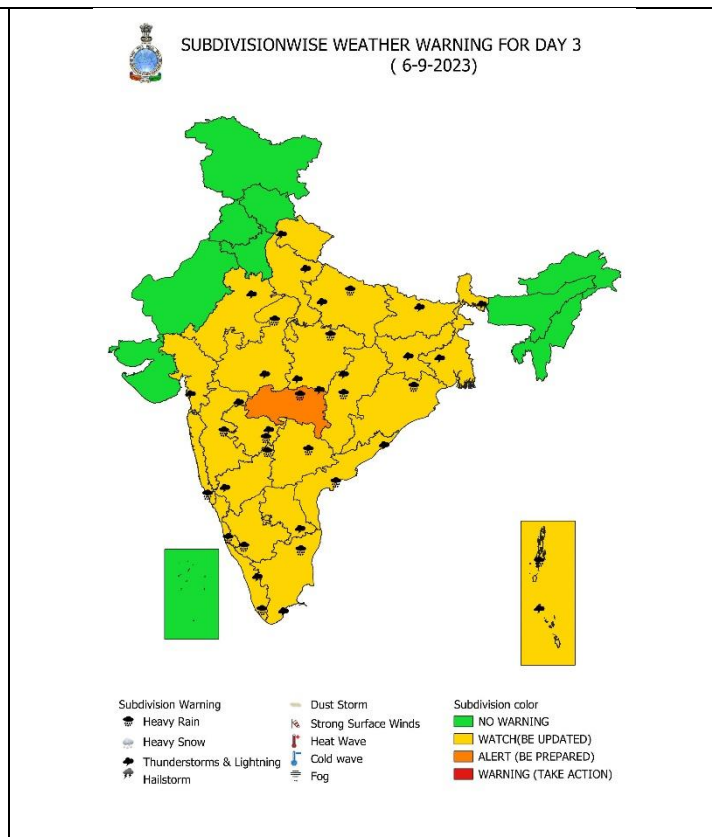 SUBDIVISIONWISE WEATHER WARNING FOR DAY 3
( 6-9-2023)
Subdivision Warning
Heavy Rain
Heavy Snow
Thunderstorms & Lightning
Hailstorm
Dust Storm
Strong Surface Winds
Heat Wave
Cold wave
Fog
Subdivision color
NO WARNING
WATCH(BE UPDATED)
ALERT (BE PREPARED)
WARNING (TAKE ACTION)